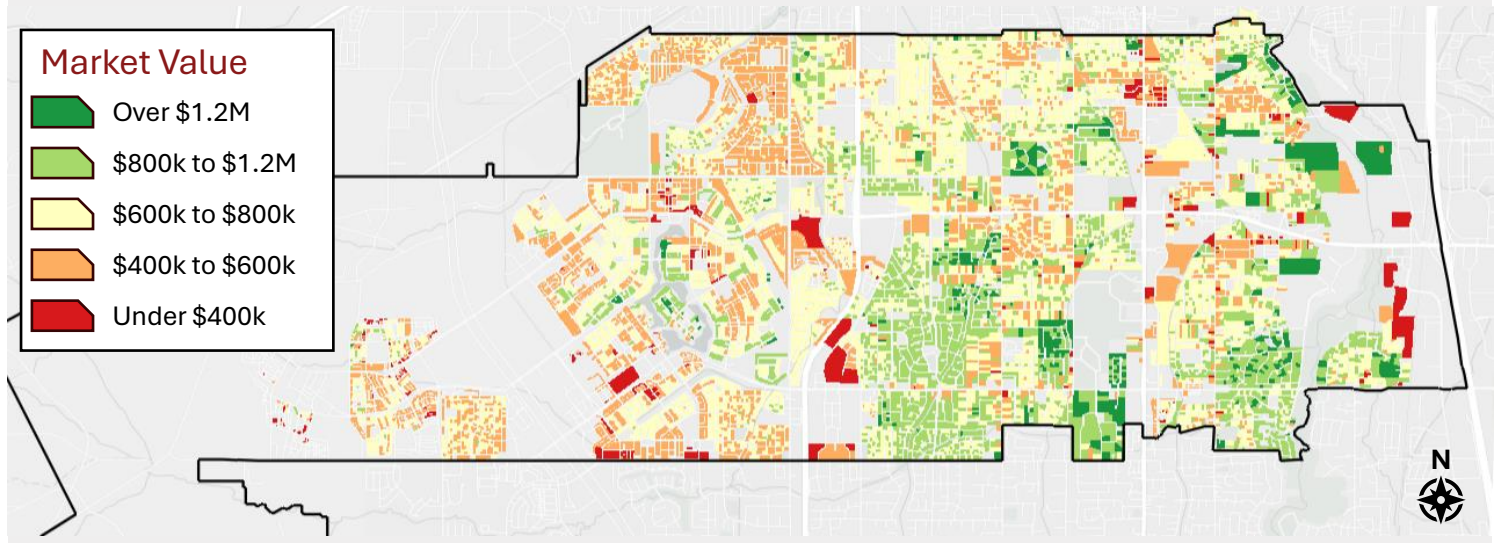 Market Value
Over $1.2M
$800k to $1.2M
$600k to $800k
$400k to $600k
Under $400k
N